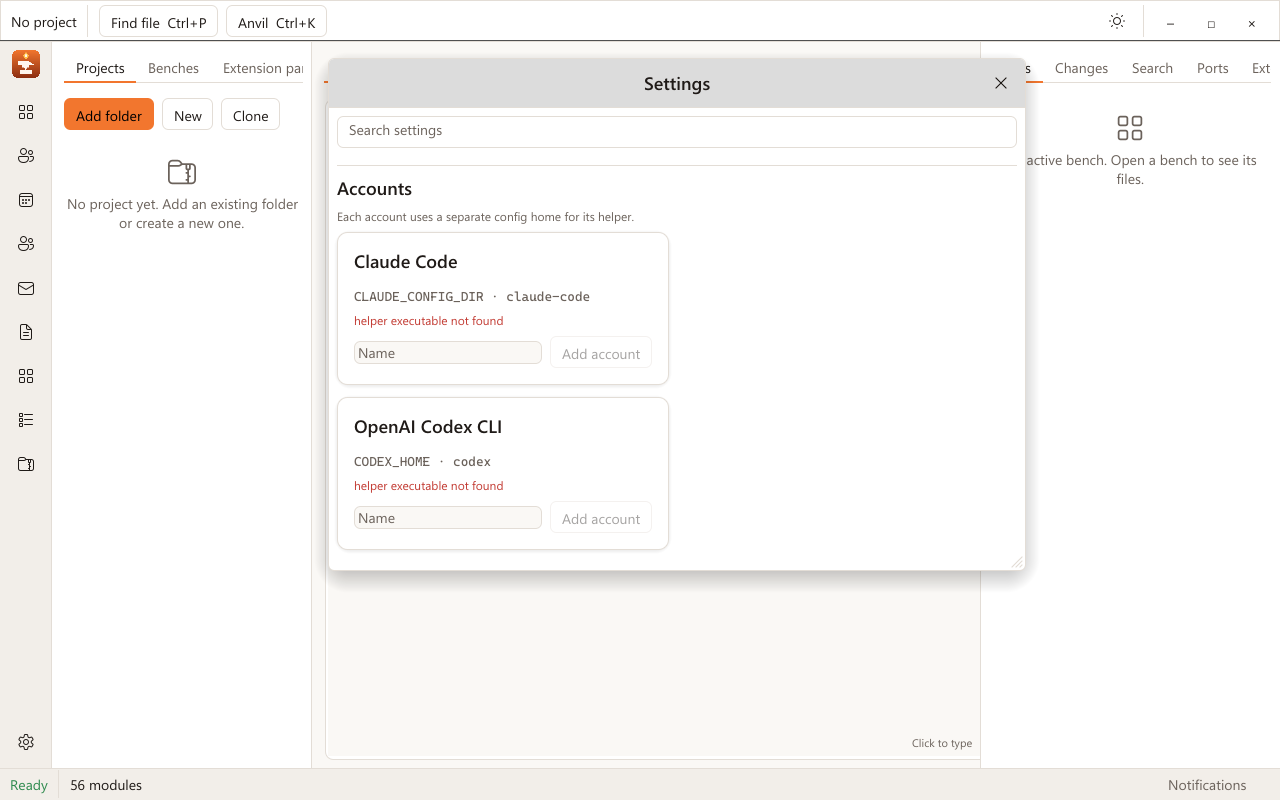 No project
Find file Ctrl+P
Anvil Ctrl+K
Projects
Benches
Extension
Changes
Search
Ports
Ext
Add folder
New
Clone
No project yet. Add an existing folder
or create a new one.
active bench. Open a bench to see its
files.
Settings
Search settings
Accounts
Each account uses a separate config home for its helper.
Claude Code
CLAUDE_CONFIG_DIR · claude-code
helper executable not found
Name
Add account
OpenAI Codex CLI
CODEX_HOME · codex
helper executable not found
Name
Add account
Click to type
Ready
56 modules
Notifications